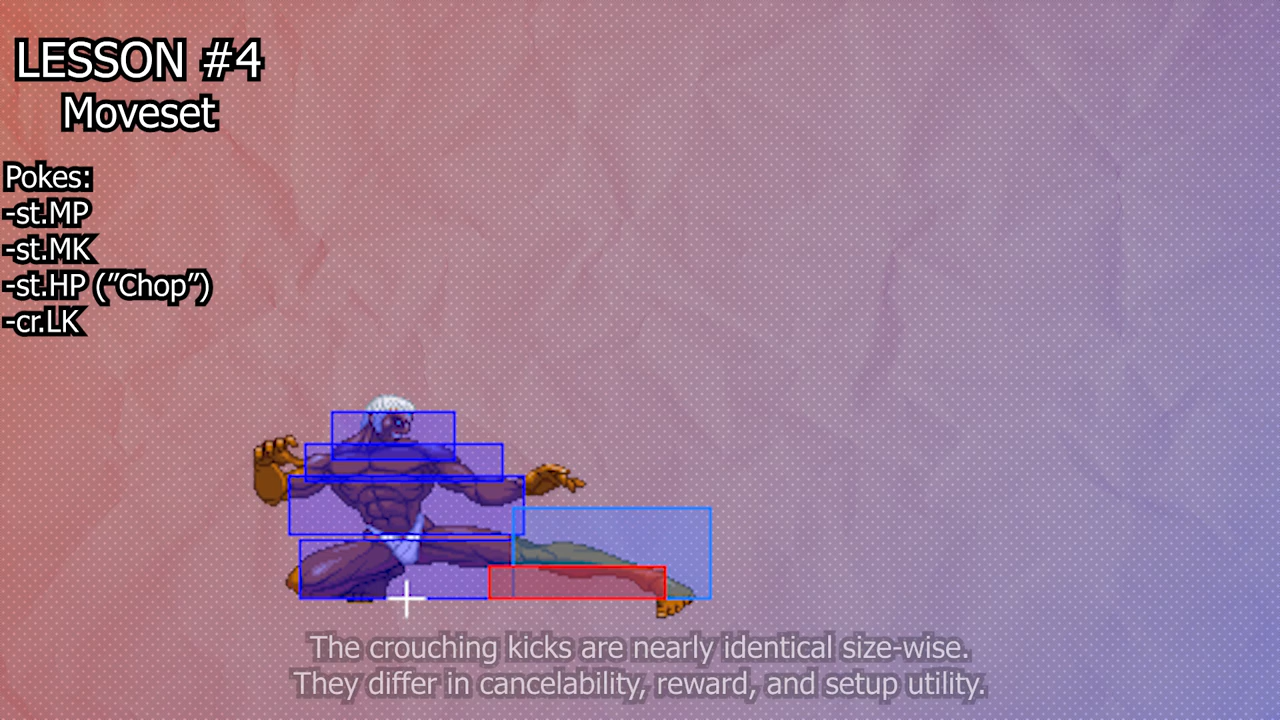 LESSON #4
Moveset
Pokes:
-st.MP
-st.MK
-st.HP ("Chop")
-cr.LK
The crouching kicks are nearly identical size-wise.
They differ in cancelability, reward, and setup utility.